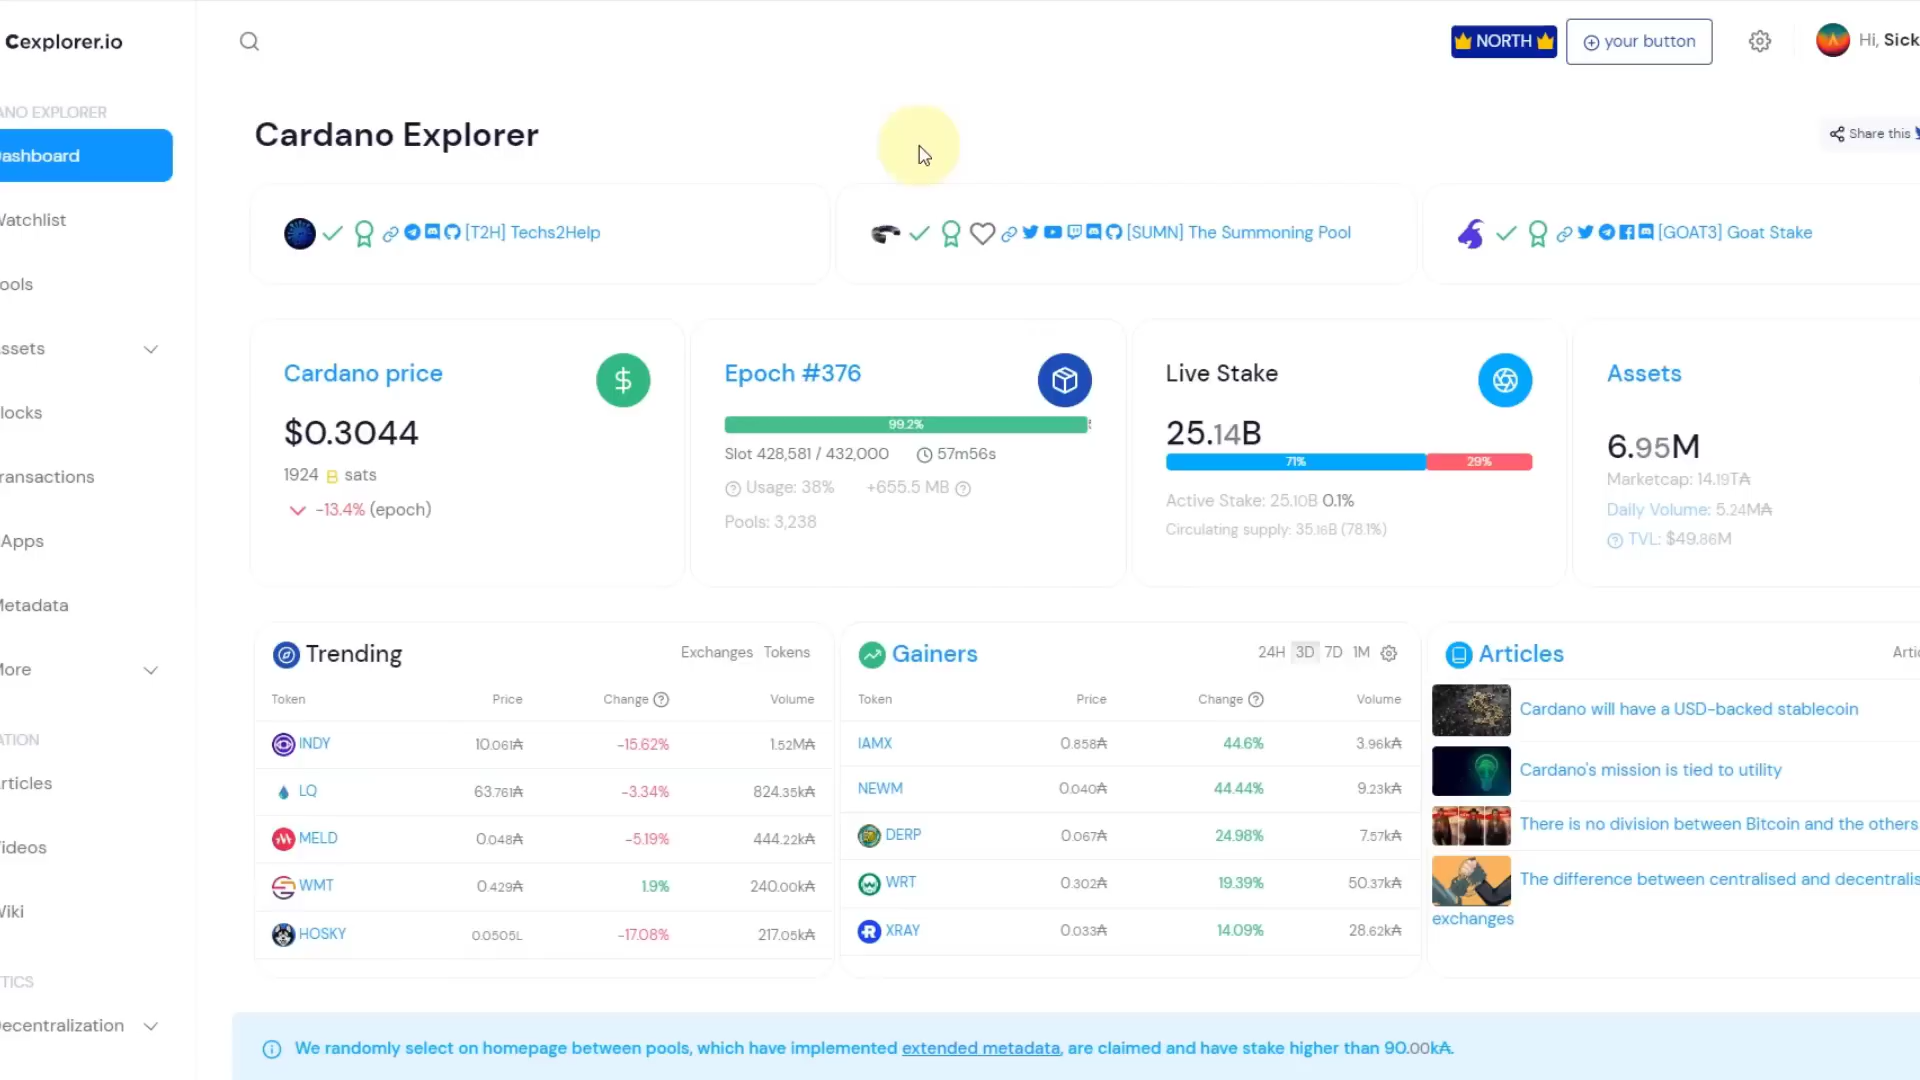 Cexplorer.io
NORTH
your button
Hi, Sick
ANO EXPLORER
Dashboard
Watchlist
ools
ssets
locks
ransactions
Apps
Metadata
More
ATION
rticles
ideos
Wiki
TICS
ecentralization
Cardano Explorer
Share this
[T2H] Techs2Help
[SUMN] The Summoning Pool
[GOAT3] Goat Stake
Cardano price
$0.3044
1924 B sats
-13.4% (epoch)
Epoch #376
99.2%
Slot 428,581 / 432,000 57m56s
Usage: 38% +655.5 MB
Pools: 3,238
Live Stake
25.14B
71% 29%
Active Stake: 25.10B 0.1%
Circulating supply: 35.16B (78.1%)
Assets
6.95M
Marketcap: 14.19T₳
Daily Volume: 5.24M₳
TVL: $49.86M
Trending Exchanges Tokens
Token Price Change Volume
INDY 10.061₳ -15.62% 1.52M₳
LQ 63.761₳ -3.34% 824.35k₳
MELD 0.048₳ -5.19% 444.22k₳
WMT 0.429₳ 1.9% 240.00k₳
HOSKY 0.0505L -17.08% 217.05k₳
Gainers 24H 3D 7D 1M
Token Price Change Volume
IAMX 0.858₳ 44.6% 3.96k₳
NEWM 0.040₳ 44.44% 9.23k₳
DERP 0.067₳ 24.98% 7.57k₳
WRT 0.302₳ 19.39% 50.37k₳
XRAY 0.033₳ 14.09% 28.62k₳
Articles Artic
Cardano will have a USD-backed stablecoin
Cardano's mission is tied to utility
There is no division between Bitcoin and the others
The difference between centralised and decentralis
exchanges
We randomly select on homepage between pools, which have implemented extended metadata, are claimed and have stake higher than 90.00k₳.